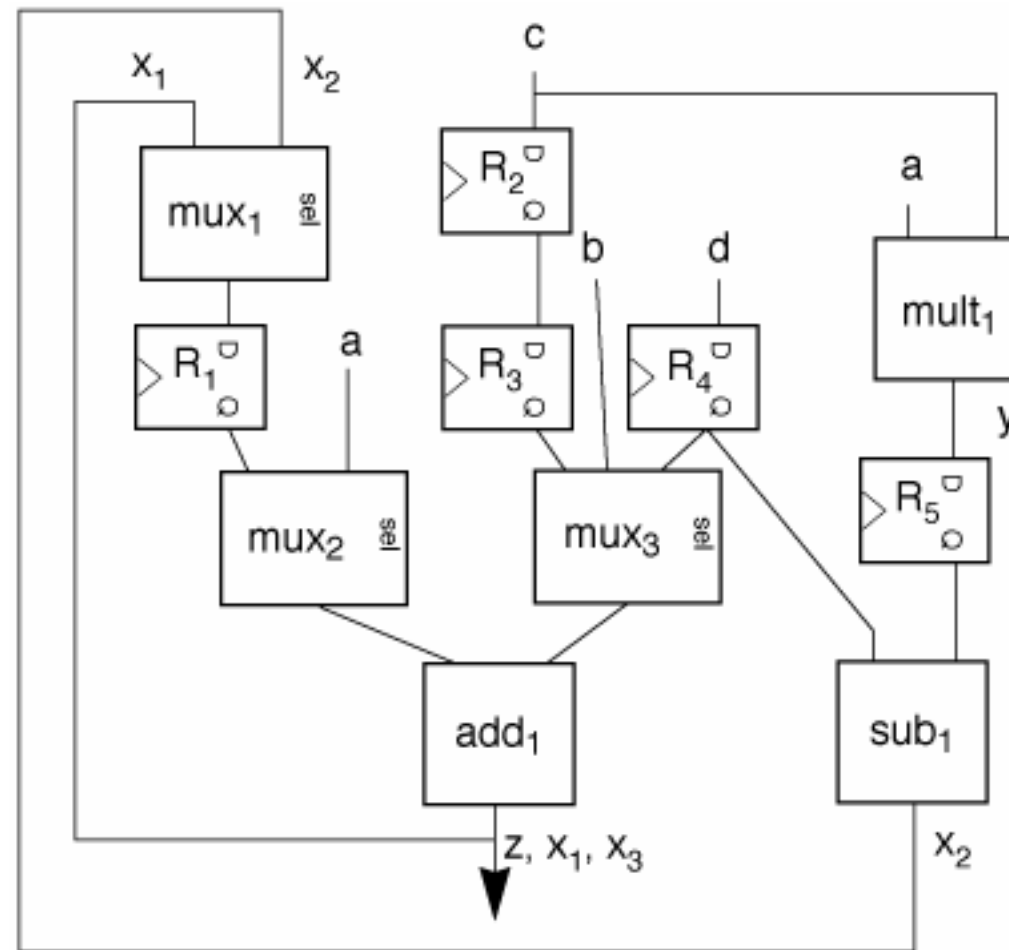 c
x₁
x₂
a
R₂ D Q
mux₁ sel
b
d
mult₁
a
R₁ D Q
R₃ D Q
R₄ D Q
y
R₅ D Q
mux₂ sel
mux₃ sel
add₁
sub₁
z, x₁, x₃
x₂